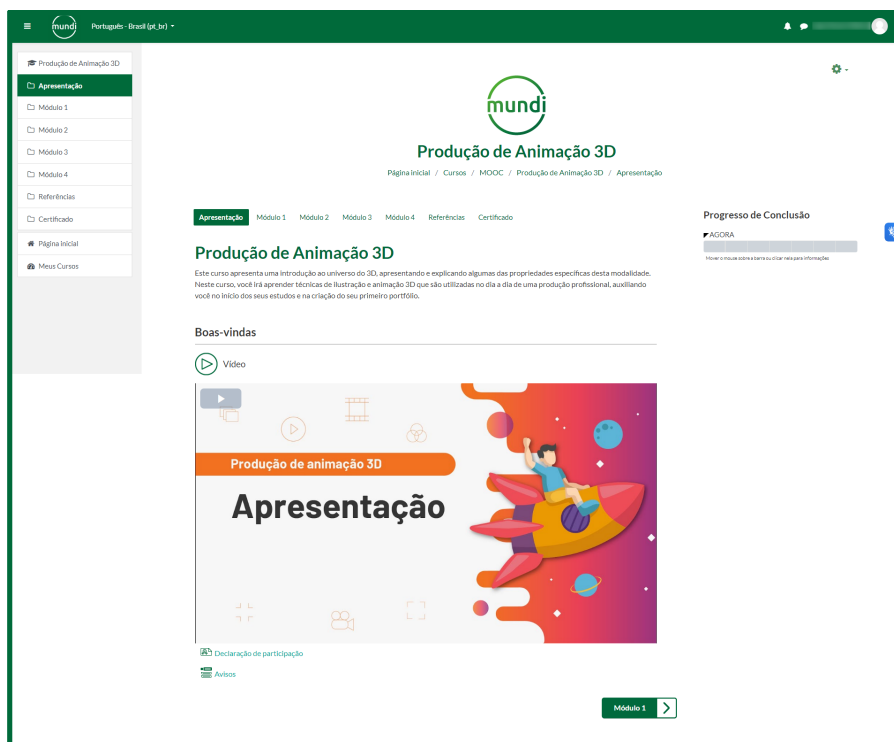 mundi
Português - Brasil (pt_br)
Produção de Animação 3D
Apresentação
Módulo 1
Módulo 2
Módulo 3
Módulo 4
Referências
Certificado
Página inicial
Meus Cursos
mundi
Produção de Animação 3D
Página inicial / Cursos / MOOC / Produção de Animação 3D / Apresentação
Apresentação Módulo 1 Módulo 2 Módulo 3 Módulo 4 Referências Certificado
Produção de Animação 3D
Este curso apresenta uma introdução ao universo do 3D, apresentando e explicando algumas das propriedades específicas desta modalidade.
Neste curso, você irá aprender técnicas de ilustração e animação 3D que são utilizadas no dia a dia de uma produção profissional, auxiliando
você no início dos seus estudos e na criação do seu primeiro portfólio.
Boas-vindas
Vídeo
Produção de animação 3D
Apresentação
Declaração de participação
Avisos
Módulo 1
Progresso de Conclusão
AGORA
Mover o mouse sobre a barra ou clicar nela para informações.